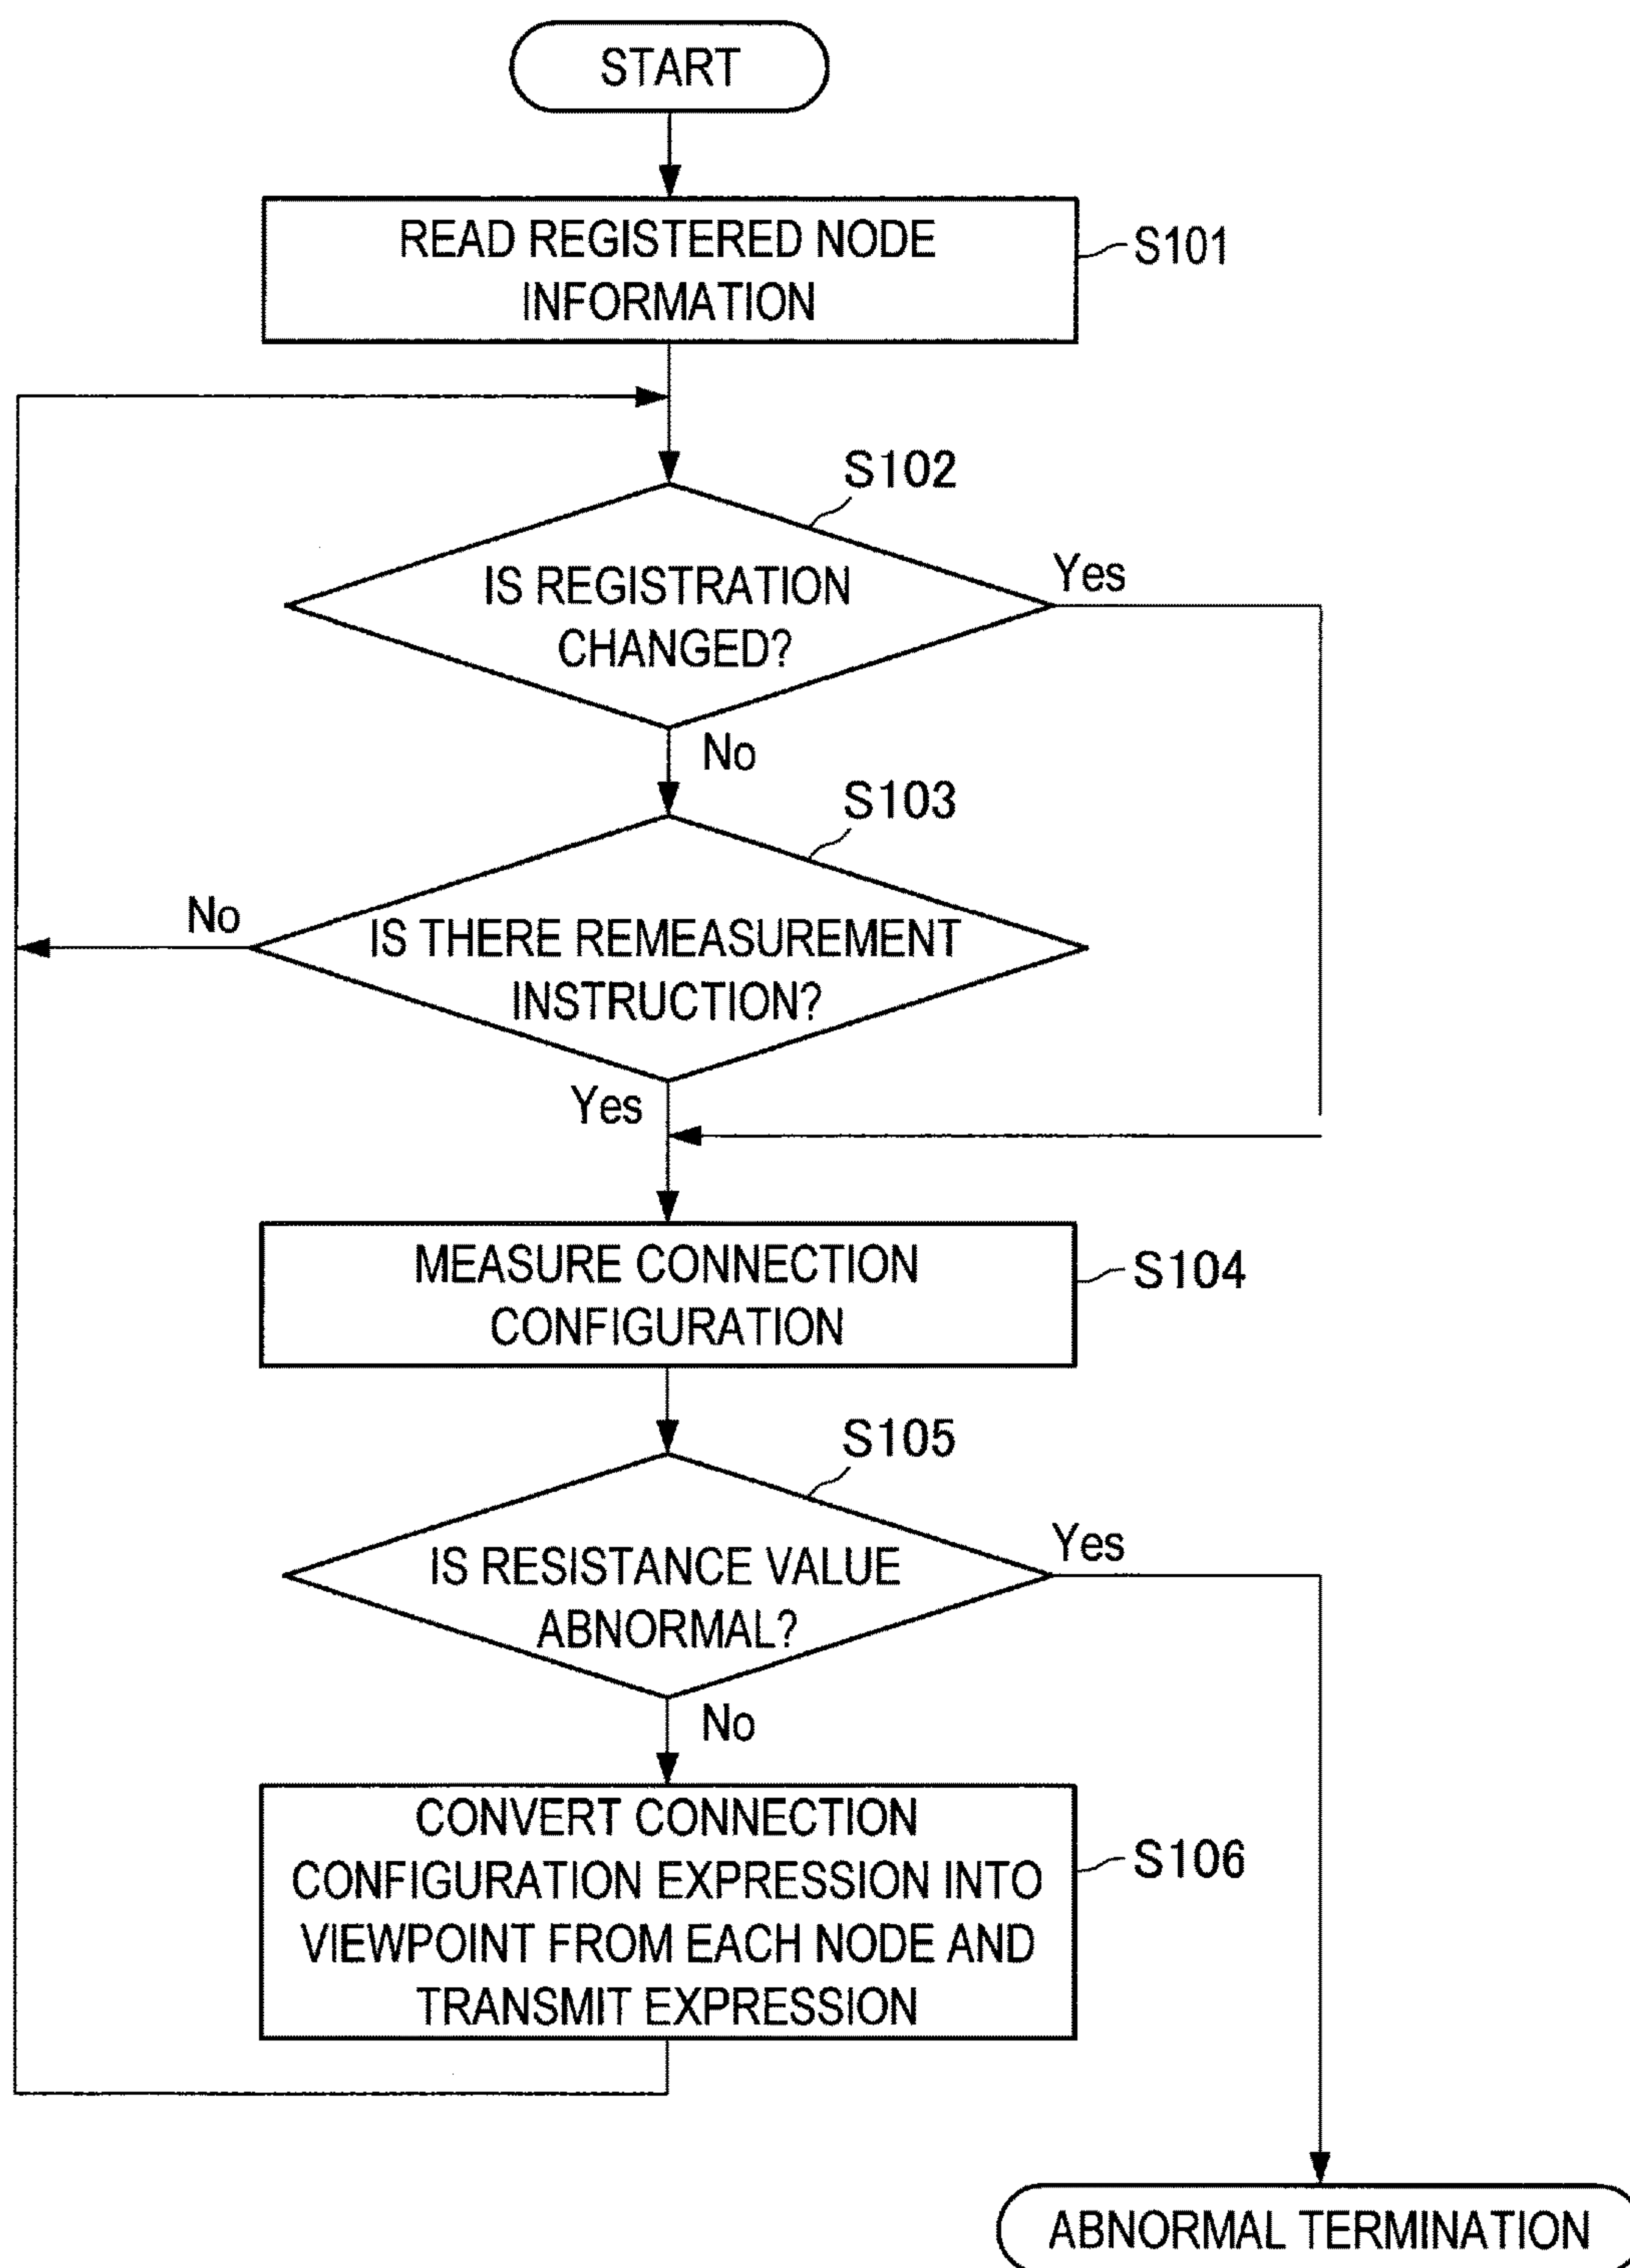 START
READ REGISTERED NODE
INFORMATION
S101
S102
IS REGISTRATION
CHANGED?
Yes
No
S103
IS THERE REMEASUREMENT
INSTRUCTION?
No
Yes
MEASURE CONNECTION
CONFIGURATION
S104
S105
IS RESISTANCE VALUE
ABNORMAL?
Yes
No
CONVERT CONNECTION
CONFIGURATION EXPRESSION INTO
VIEWPOINT FROM EACH NODE AND
TRANSMIT EXPRESSION
S106
ABNORMAL TERMINATION